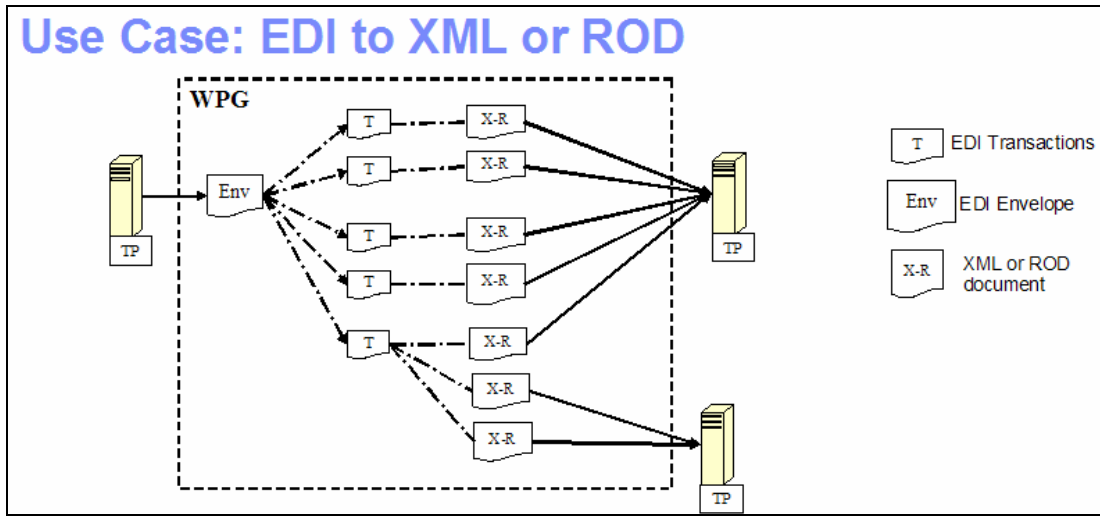 Use Case: EDI to XML or ROD
WPG
T
X-R
T
X-R
T
EDI Transactions
Env
TP
T
X-R
TP
Env
EDI Envelope
T
X-R
X-R
XML or ROD
document
T
X-R
X-R
X-R
TP